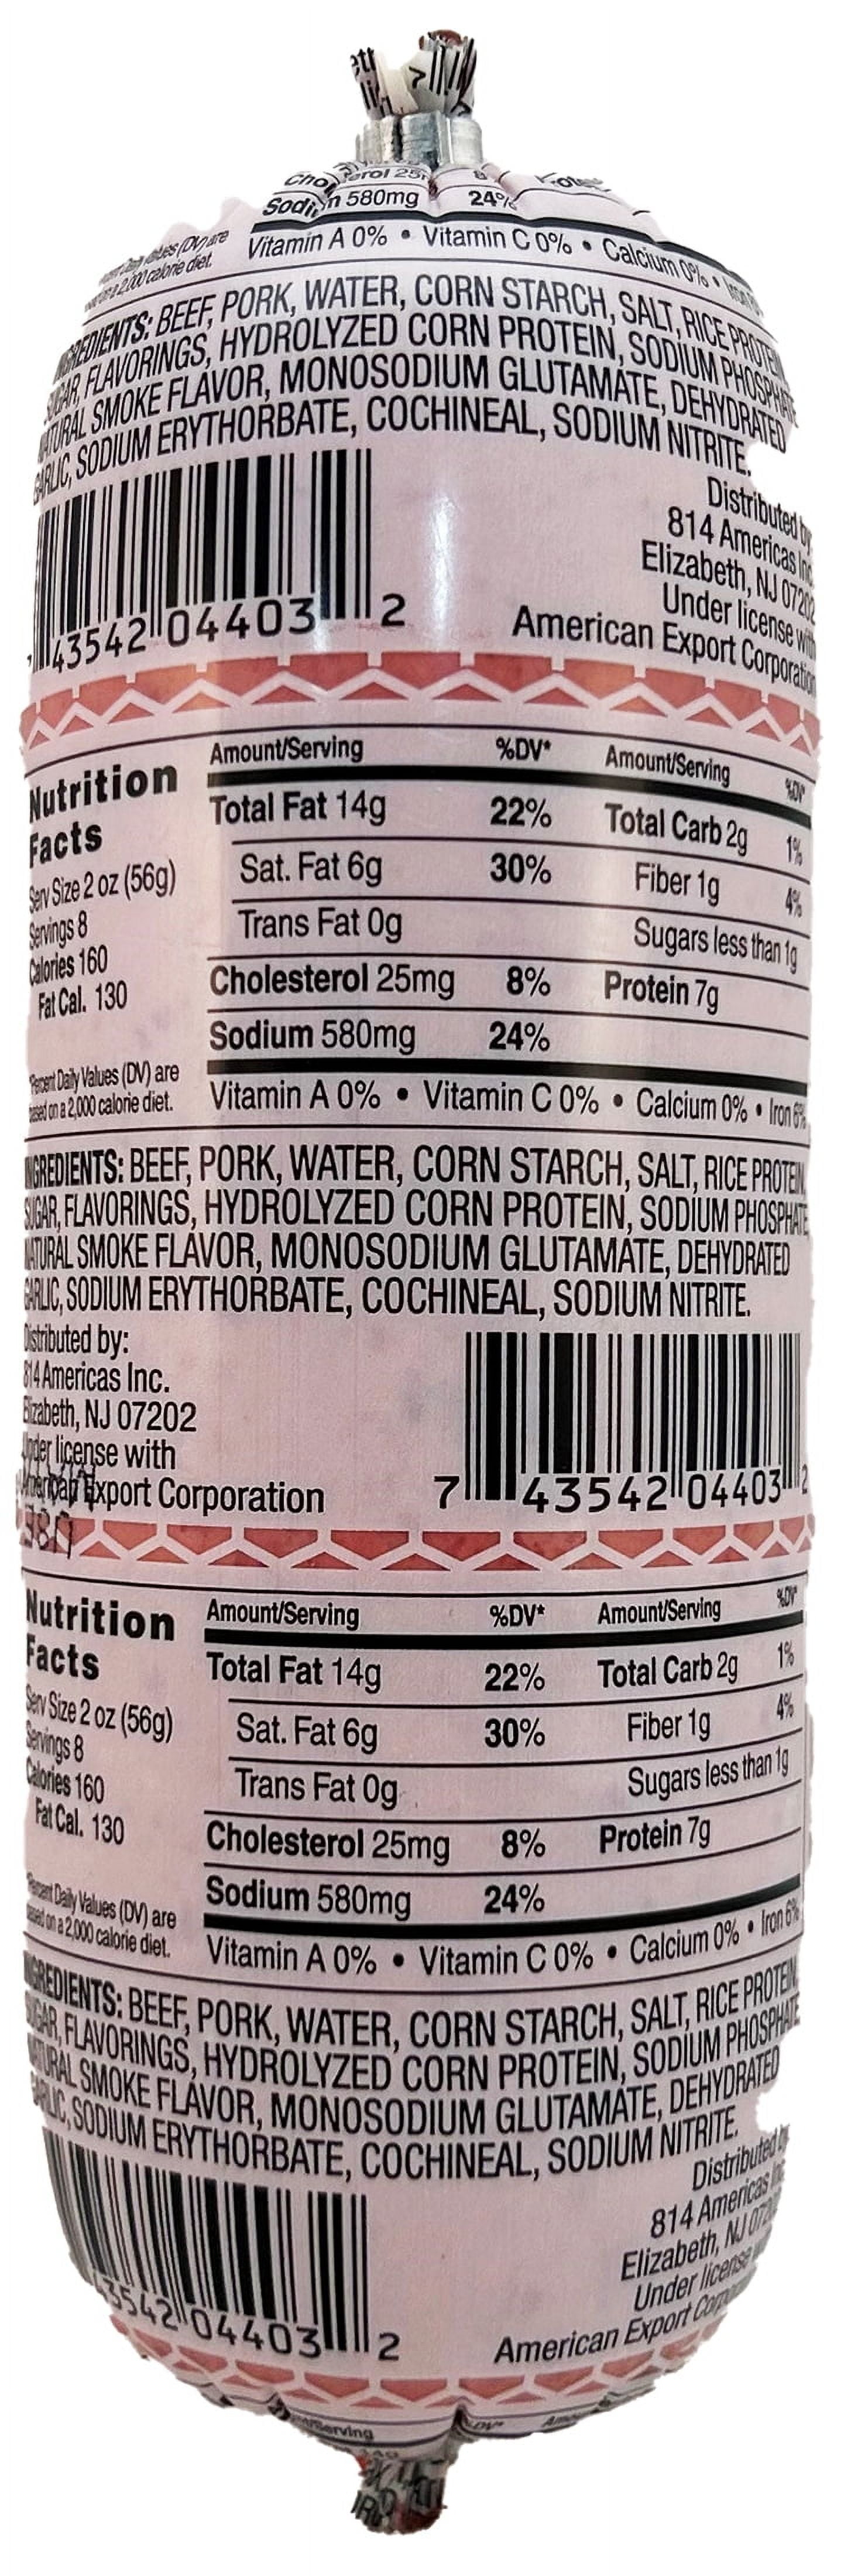 Sodium 580mg 24%
Vitamin A 0% • Vitamin C 0% • Calcium 0% •
a 2,000 calorie diet.
INGREDIENTS: BEEF, PORK, WATER, CORN STARCH, SALT, RICE PROTEIN,
SUGAR, FLAVORINGS, HYDROLYZED CORN PROTEIN, SODIUM PHOSPHATE,
NATURAL SMOKE FLAVOR, MONOSODIUM GLUTAMATE, DEHYDRATED
GARLIC, SODIUM ERYTHORBATE, COCHINEAL, SODIUM NITRITE.
43542 04403 2
Distributed by:
814 Americas Inc.
Elizabeth, NJ 07202
Under license with
American Export Corporation
Nutrition
Facts
Serv Size 2 oz (56g)
Servings 8
Calories 160
Fat Cal. 130
*Percent Daily Values (DV) are
based on a 2,000 calorie diet.
Amount/Serving %DV* Amount/Serving %DV*
Total Fat 14g 22% Total Carb 2g 1%
Sat. Fat 6g 30% Fiber 1g 4%
Trans Fat 0g Sugars less than 1g
Cholesterol 25mg 8% Protein 7g
Sodium 580mg 24%
Vitamin A 0% • Vitamin C 0% • Calcium 0% • Iron 6%
INGREDIENTS: BEEF, PORK, WATER, CORN STARCH, SALT, RICE PROTEIN,
SUGAR, FLAVORINGS, HYDROLYZED CORN PROTEIN, SODIUM PHOSPHATE,
NATURAL SMOKE FLAVOR, MONOSODIUM GLUTAMATE, DEHYDRATED
GARLIC, SODIUM ERYTHORBATE, COCHINEAL, SODIUM NITRITE.
Distributed by:
814 Americas Inc.
Elizabeth, NJ 07202
Under license with
American Export Corporation
7 43542 04403 2
Nutrition
Facts
Serv Size 2 oz (56g)
Servings 8
Calories 160
Fat Cal. 130
*Percent Daily Values (DV) are
based on a 2,000 calorie diet.
Amount/Serving %DV* Amount/Serving %DV*
Total Fat 14g 22% Total Carb 2g 1%
Sat. Fat 6g 30% Fiber 1g 4%
Trans Fat 0g Sugars less than 1g
Cholesterol 25mg 8% Protein 7g
Sodium 580mg 24%
Vitamin A 0% • Vitamin C 0% • Calcium 0% • Iron 6%
INGREDIENTS: BEEF, PORK, WATER, CORN STARCH, SALT, RICE PROTEIN,
SUGAR, FLAVORINGS, HYDROLYZED CORN PROTEIN, SODIUM PHOSPHATE,
NATURAL SMOKE FLAVOR, MONOSODIUM GLUTAMATE, DEHYDRATED
GARLIC, SODIUM ERYTHORBATE, COCHINEAL, SODIUM NITRITE.
3542 04403 2
Distributed by
814 Americas
Elizabeth, NJ
Under license
American Export